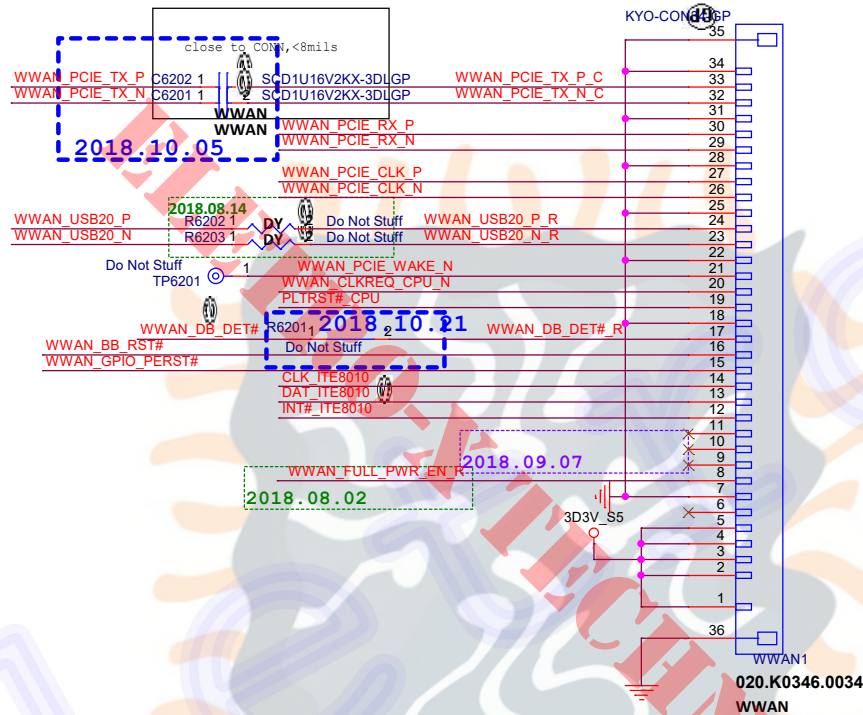 KYO-CON
GP
35
close to CONN,<8mils
34
WWAN_PCIE_TX_P C6202 1 SCD1U16V2KX-3DLGP WWAN_PCIE_TX_P_C 33
WWAN_PCIE_TX_N C6201 1 2 SCD1U16V2KX-3DLGP WWAN_PCIE_TX_N_C 32
WWAN 31
WWAN WWAN_PCIE_RX_P 30
2018.10.05 WWAN_PCIE_RX_N 29
28
WWAN_PCIE_CLK_P 27
WWAN_PCIE_CLK_N 26
2018.08.14 25
WWAN_USB20_P R6202 1 DY 2 Do Not Stuff WWAN_USB20_P_R 24
WWAN_USB20_N R6203 1 DY 2 Do Not Stuff WWAN_USB20_N_R 23
22
Do Not Stuff 1 WWAN_PCIE_WAKE_N 21
TP6201 WWAN_CLKREQ_CPU_N 20
PLTRST#_CPU 19
18
WWAN_DB_DET# R6201 1 2018.10.21 2 WWAN_DB_DET#_R 17
WWAN_BB_RST# Do Not Stuff 16
WWAN_GPIO_PERST# 15
CLK_ITE8010 14
DAT_ITE8010 13
INT#_ITE8010 12
11
10
2018.09.07 9
WWAN_FULL_PWR_EN_R 8
2018.08.02 7
6
3D3V_S5 5
4
3
2
1
36
WWAN1
020.K0346.0034
WWAN
ELEKTRO-X TECHN